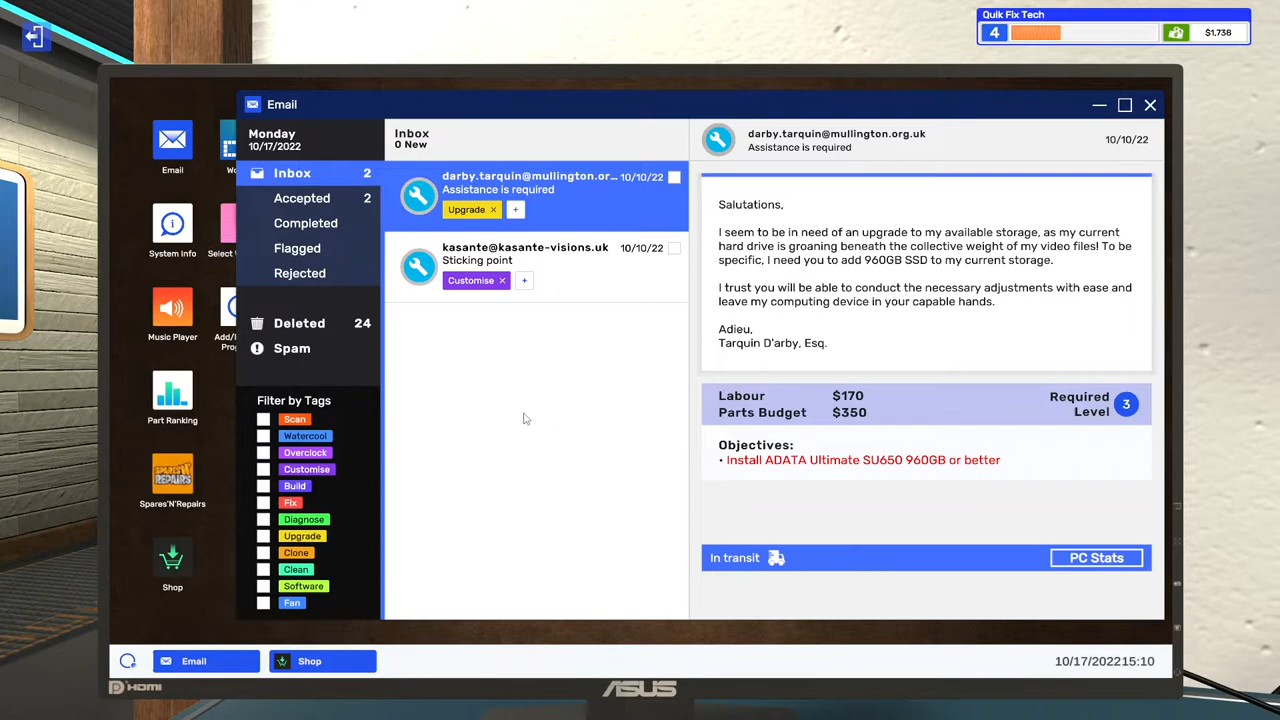 Quik Fix Tech
4
$1,738
Email
Monday
10/17/2022
Inbox
0 New
darby.tarquin@mullington.org.uk
Assistance is required
10/10/22
Inbox 2
Accepted 2
Completed
Flagged
Rejected
Deleted 24
Spam
Filter by Tags
Scan
Watercool
Overclock
Customise
Build
Fix
Diagnose
Upgrade
Clone
Clean
Software
Fan
darby.tarquin@mullington.or... 10/10/22
Assistance is required
Upgrade × +
kasante@kasante-visions.uk 10/10/22
Sticking point
Customise × +
Salutations,
I seem to be in need of an upgrade to my available storage, as my current
hard drive is groaning beneath the collective weight of my video files! To be
specific, I need you to add 960GB SSD to my current storage.
I trust you will be able to conduct the necessary adjustments with ease and
leave my computing device in your capable hands.
Adieu,
Tarquin D'arby, Esq.
Labour $170
Parts Budget $350
Required
Level 3
Objectives:
• Install ADATA Ultimate SU650 960GB or better
In transit
PC Stats
Email
System Info
Select W
Music Player
Add/
Pro
Part Ranking
SPARES'N'REPAIRS
Spares'N'Repairs
Shop
Email
Shop
10/17/2022 15:10
HDMI
ASUS